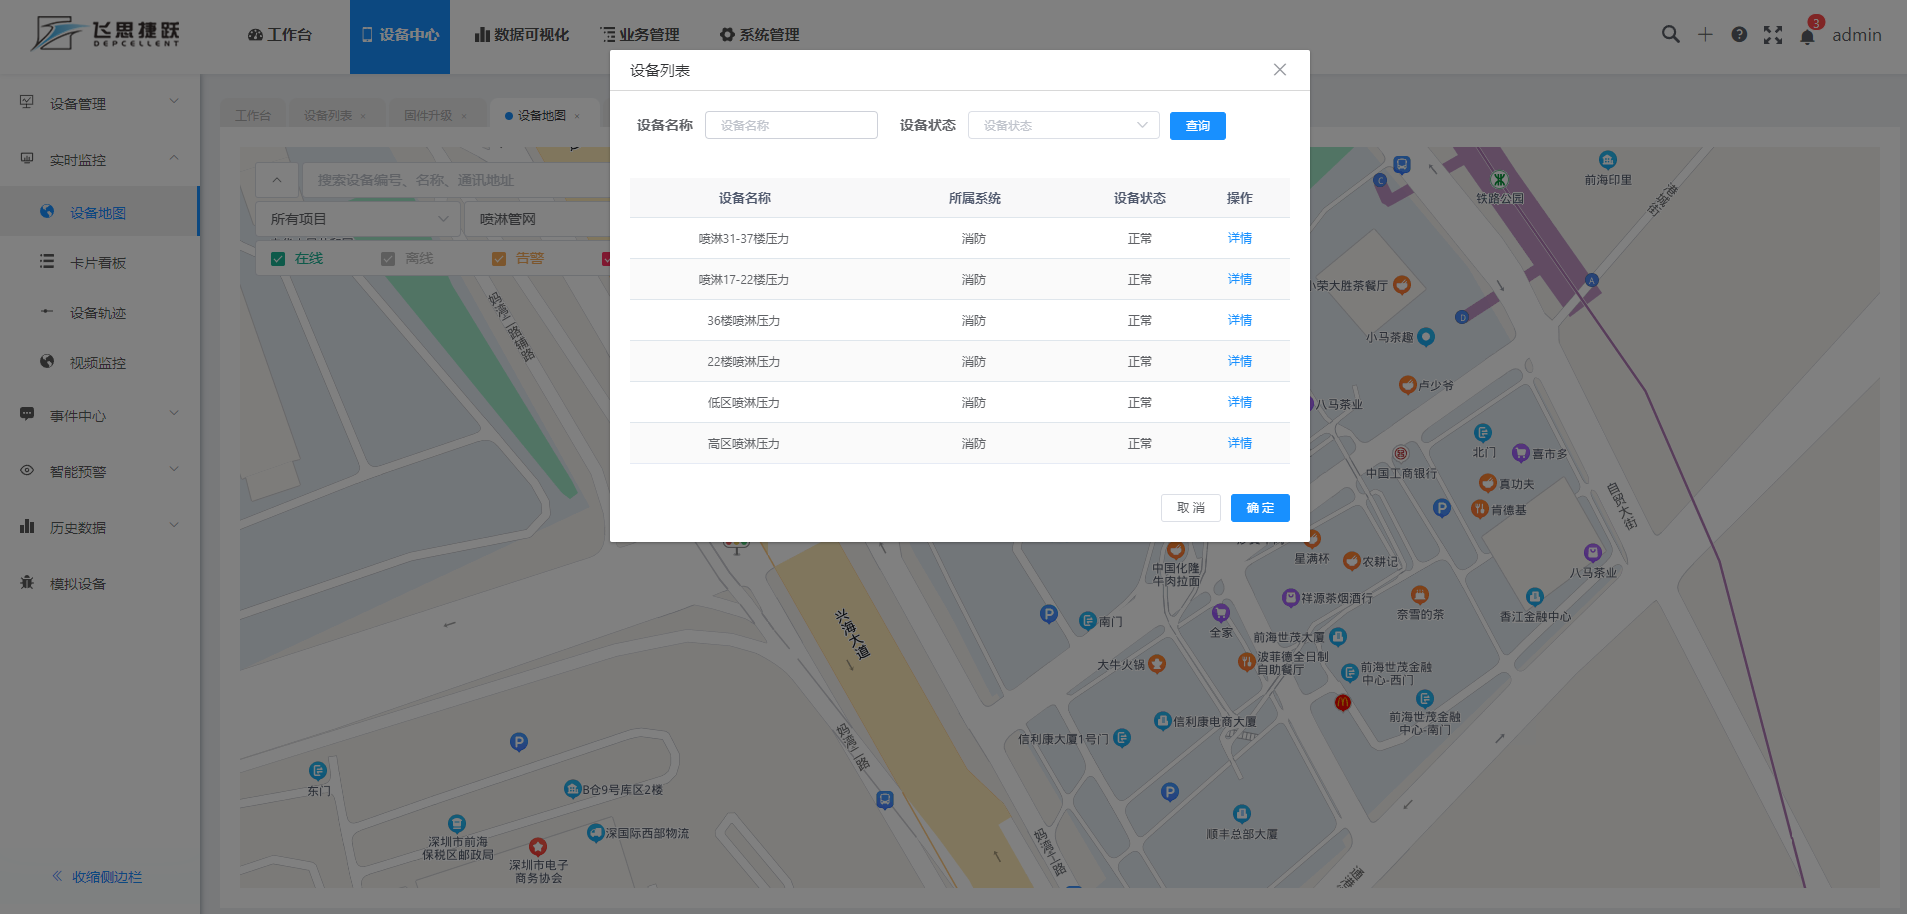 飞思捷跃
DEPCELLENT
工作台
设备中心
数据可视化
业务管理
系统管理
3
admin
设备管理
实时监控
设备地图
卡片看板
设备轨迹
视频监控
事件中心
智能预警
历史数据
模拟设备
收缩侧边栏
工作台
设备列表 ×
固件升级 ×
设备地图 ×
搜索设备编号、名称、通讯地址
所有项目
喷淋管网
在线
离线
告警
设备列表
设备名称
设备名称
设备状态
设备状态
查询
设备名称 所属系统 设备状态 操作
喷淋31-37楼压力 消防 正常 详情
喷淋17-22楼压力 消防 正常 详情
36楼喷淋压力 消防 正常 详情
22楼喷淋压力 消防 正常 详情
低区喷淋压力 消防 正常 详情
高区喷淋压力 消防 正常 详情
取消
确定
前海印里
铁路公园
港城街
C
A
D
小荣大胜茶餐厅
小马茶趣
卢少爷
八马茶业
北门
喜市多
中国工商银行
真功夫
肯德基
P
自贸大街
八马茶业
星满杯
农耕记
中国化隆
牛肉拉面
祥源茶烟酒行
奈雪的茶
香江金融中心
P
南门
全家
前海世茂大厦
大牛火锅
波菲德全日制
自助餐厅
前海世茂金融
中心-西门
前海世茂金融
中心-南门
信利康电商大厦
信利康大厦1号门
P
顺丰总部大厦
妈湾二路辅路
兴海大道
妈湾二路
妈湾二路
P
东门
B仓9号库区2楼
深圳市前海
保税区邮政局
深国际西部物流
深圳市电子
商务协会